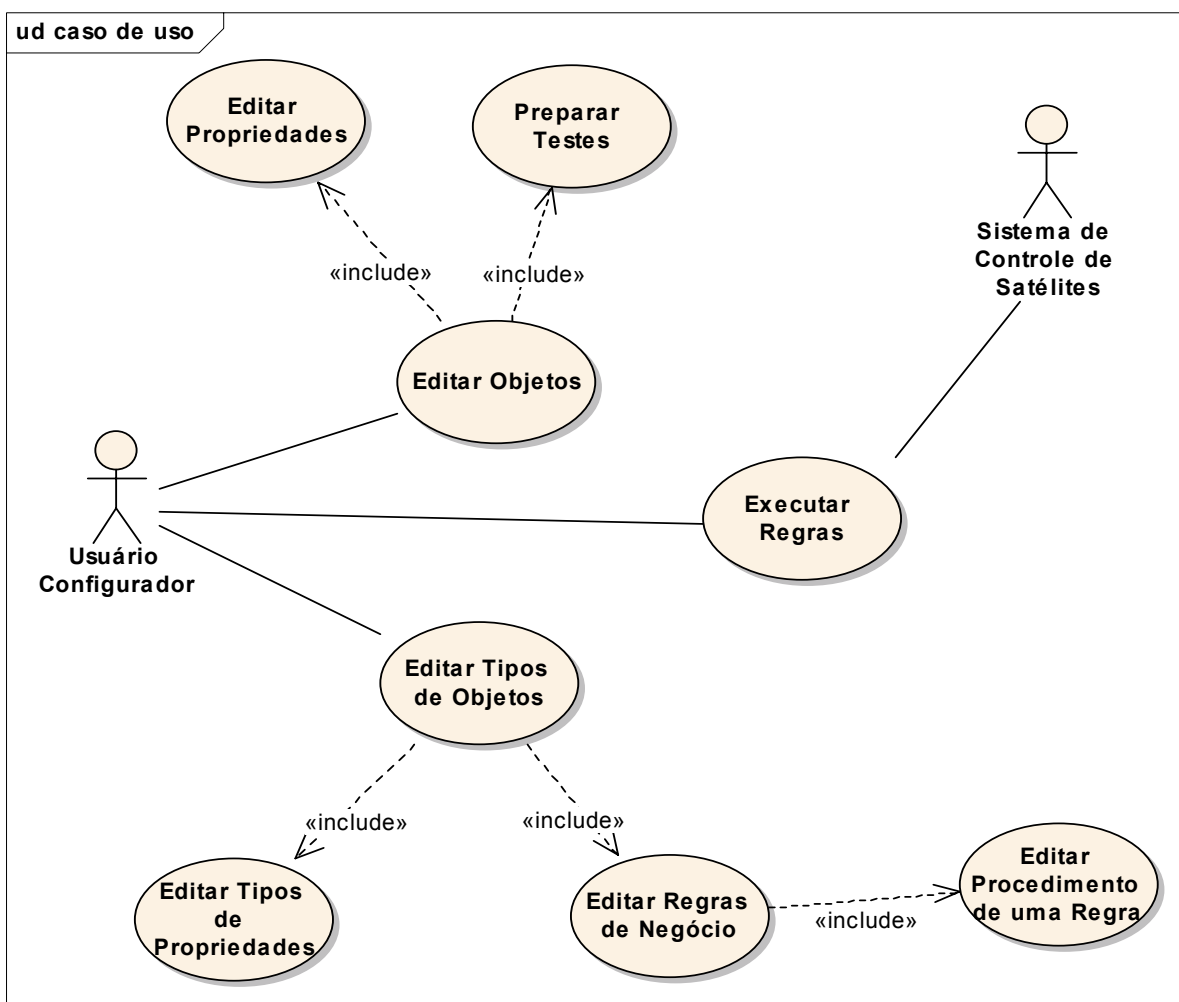 ud caso de uso
Editar
Propriedades
Preparar
Testes
Sistema de
Controle de
Satélites
«include»
«include»
Editar Objetos
Usuário
Configurador
Executar
Regras
Editar Tipos
de Objetos
«include»
«include»
Editar Tipos
de
Propriedades
Editar Regras
de Negócio
«include»
Editar
Procedimento
de uma Regra